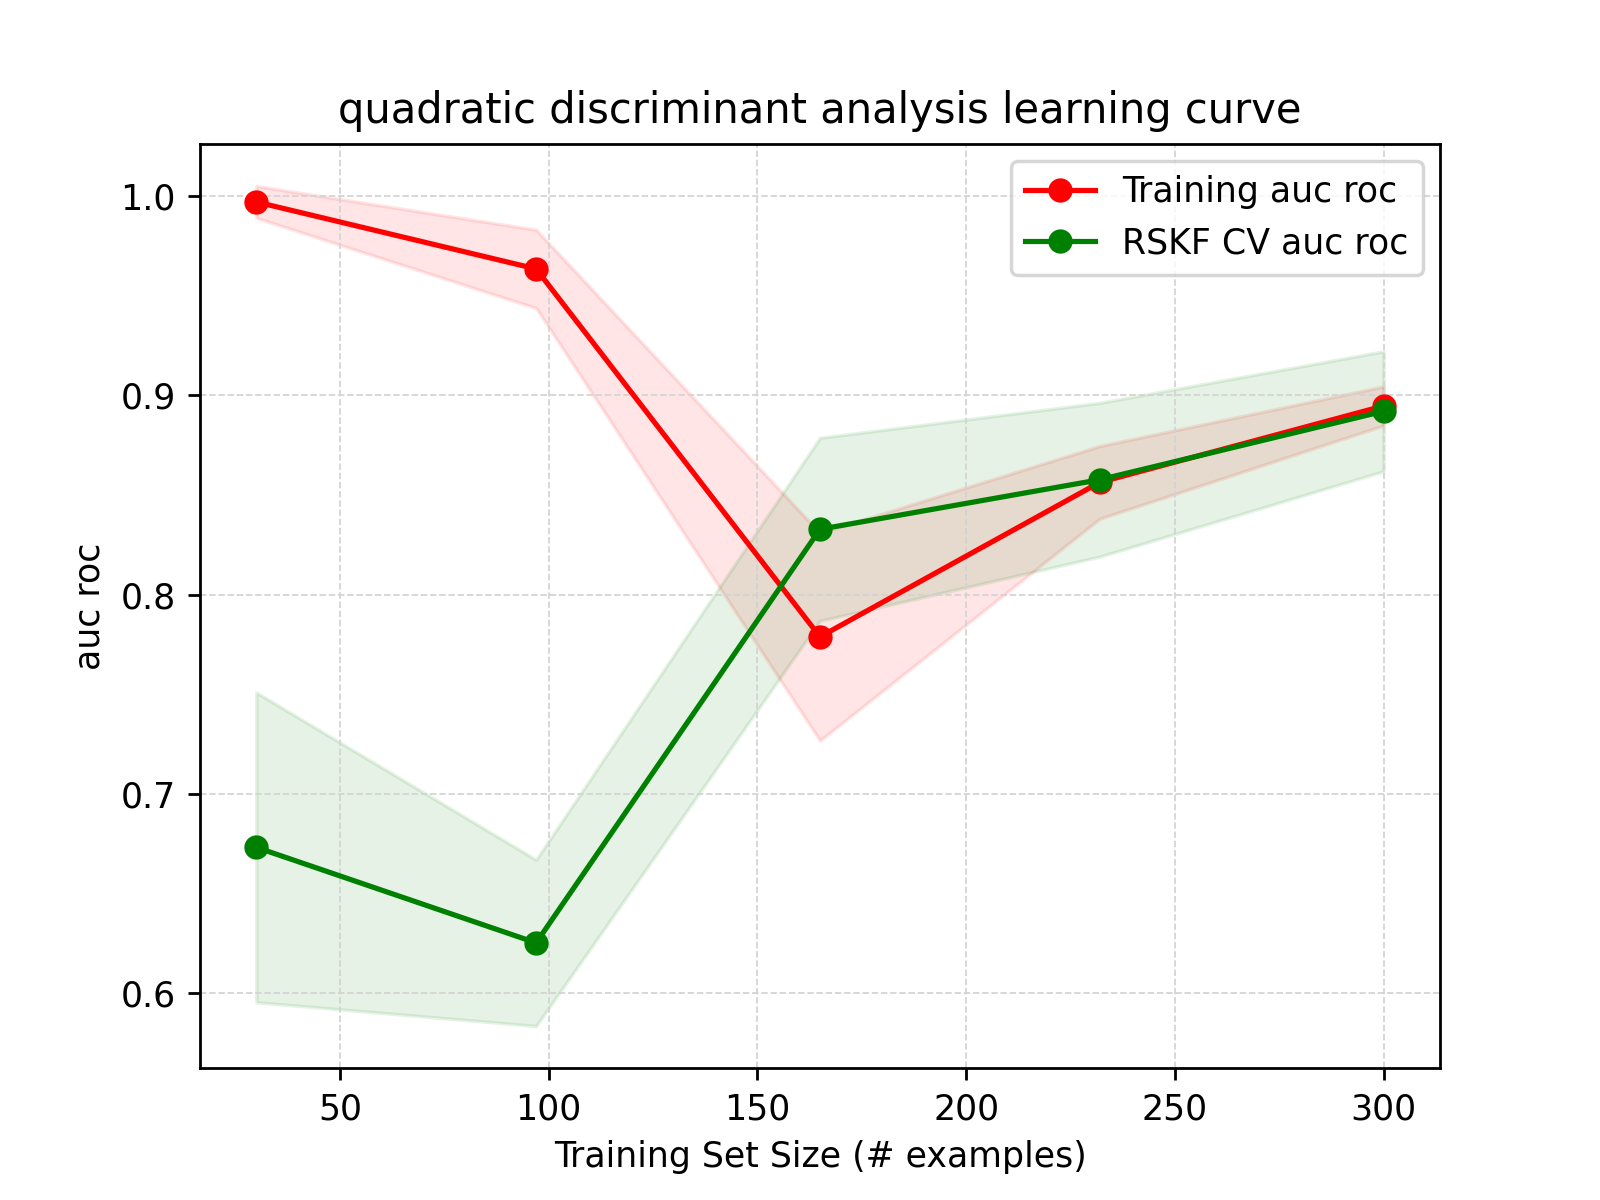 quadratic discriminant analysis learning curve
Training auc roc
RSKF CV auc roc
1.0
0.9
0.8
0.7
0.6
auc roc
50 100 150 200 250 300
Training Set Size (# examples)